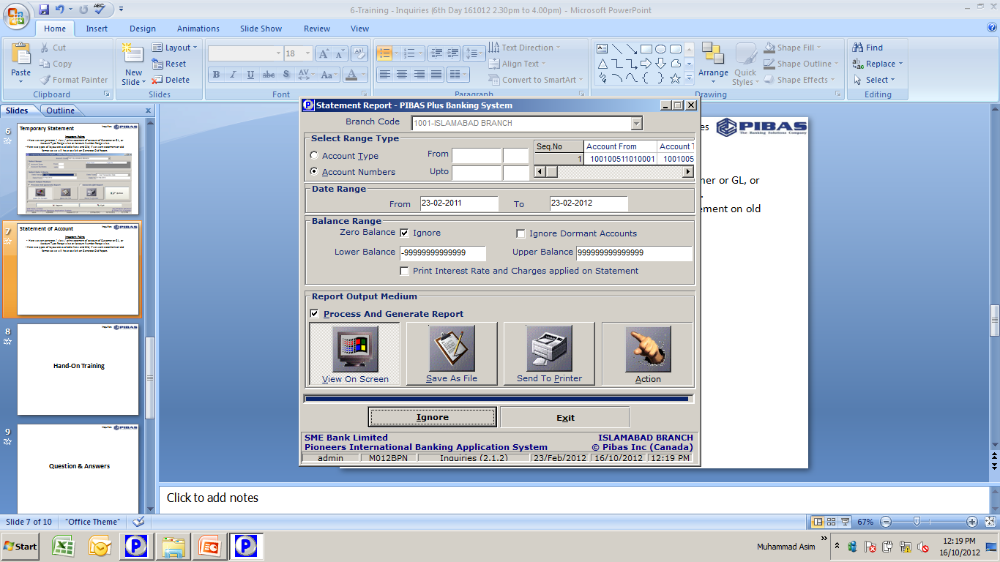 6-Training - Inquiries (6th Day 161012 2.30pm to 4.00pm) - Microsoft PowerPoint
Home Insert Design Animations Slide Show Review View
Paste
Cut
Copy
Format Painter
Clipboard
New Slide
Layout
Reset
Delete
Slides
18
B I U abc S AV Aa A
Font
Text Direction
Align Text
Convert to SmartArt
Paragraph
Arrange
Quick Styles
Shape Fill
Shape Outline
Shape Effects
Drawing
Find
Replace
Select
Editing
Slides Outline
6
Temporary Statement
PIBAS
7
Statement of Account
PIBAS
8
Hand-On Training
PIBAS
9
Question & Answers
PIBAS
PIBAS
The Banking Solutions Company
mer or GL, or
ement on old
Statement Report - PIBAS Plus Banking System
Branch Code 1001-ISLAMABAD BRANCH
Select Range Type
Account Type From
Account Numbers Upto
Seq.No Account From Account T
1 100100511010001 1001005
Date Range
From 23-02-2011 To 23-02-2012
Balance Range
Zero Balance Ignore Ignore Dormant Accounts
Lower Balance -99999999999999 Upper Balance 999999999999999
Print Interest Rate and Charges applied on Statement
Report Output Medium
Process And Generate Report
View On Screen Save As File Send To Printer Action
Ignore Exit
SME Bank Limited ISLAMABAD BRANCH
Pioneers International Banking Application System © Pibas Inc (Canada)
admin M012BPN Inquiries (2.1.2) 23/Feb/2012 16/10/2012 12:19 PM
Click to add notes
Slide 7 of 10 "Office Theme" 67%
Start Muhammad Asim 12:19 PM
16/10/2012